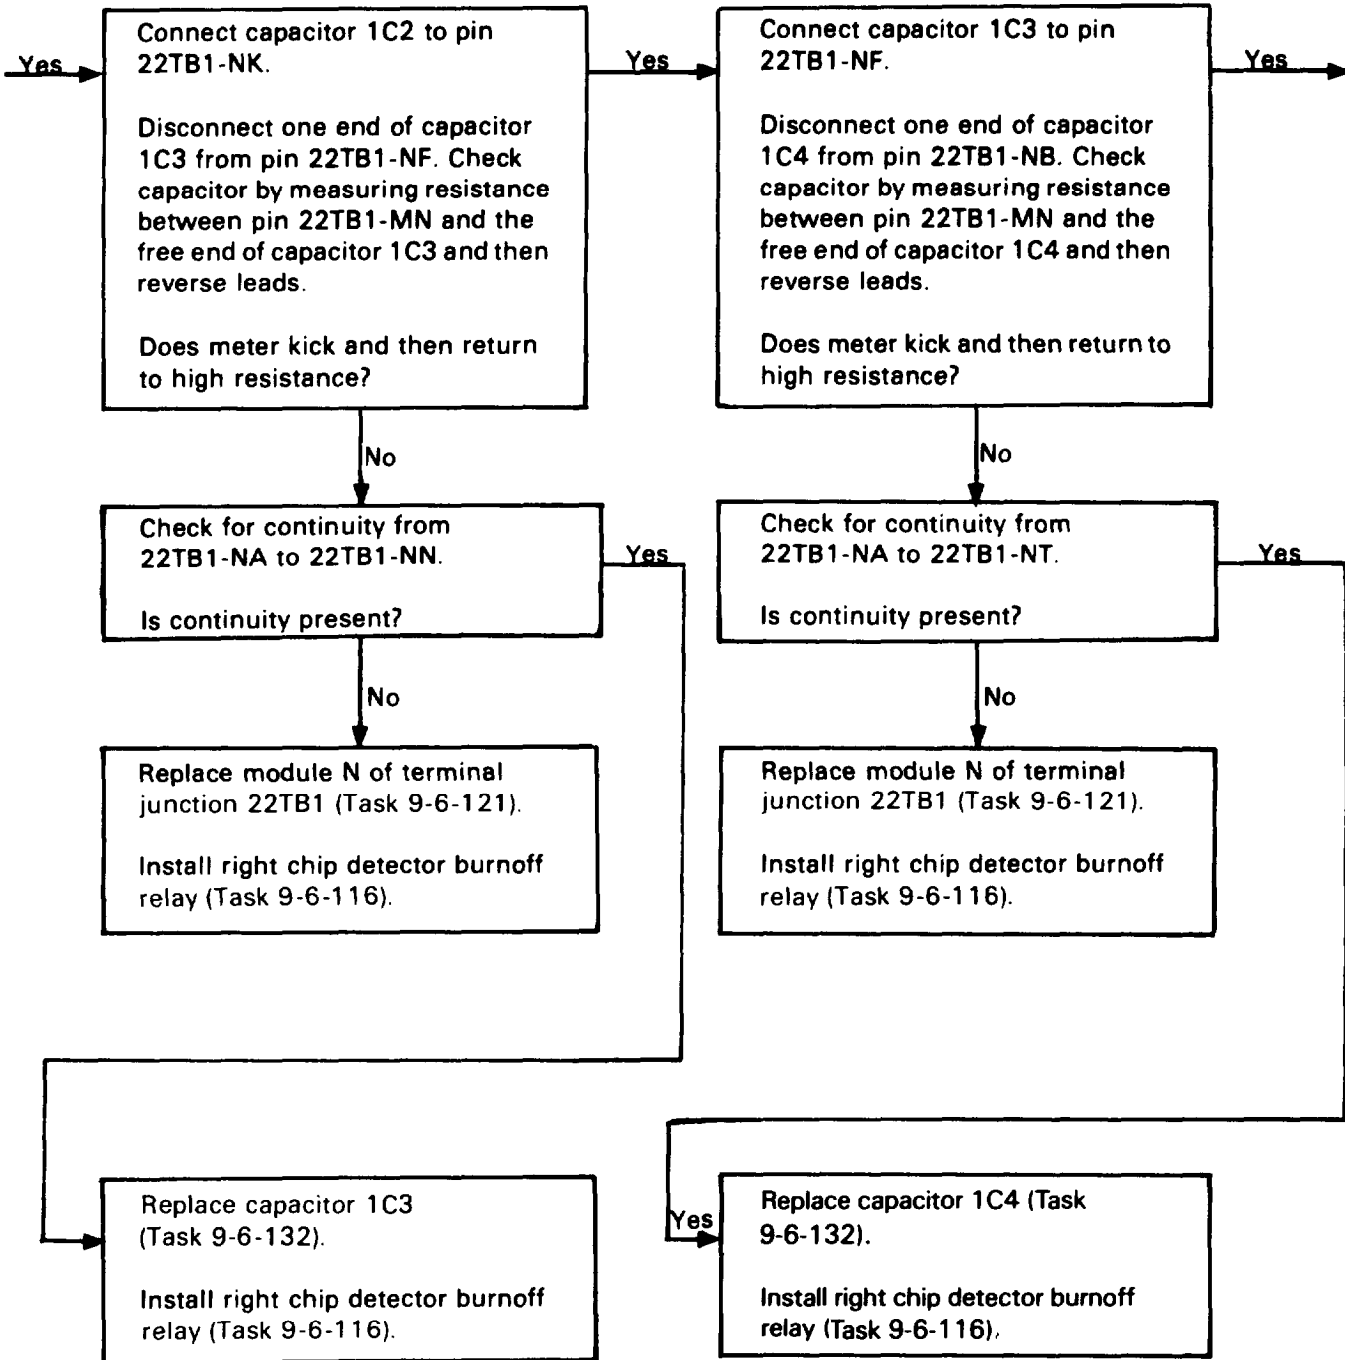 Yes
Connect capacitor 1C2 to pin
22TB1-NK.
Disconnect one end of capacitor
1C3 from pin 22TB1-NF. Check
capacitor by measuring resistance
between pin 22TB1-MN and the
free end of capacitor 1C3 and then
reverse leads.
Does meter kick and then return
to high resistance?
Yes
Connect capacitor 1C3 to pin
22TB1-NF.
Disconnect one end of capacitor
1C4 from pin 22TB1-NB. Check
capacitor by measuring resistance
between pin 22TB1-MN and the
free end of capacitor 1C4 and then
reverse leads.
Does meter kick and then return to
high resistance?
Yes
No
No
Check for continuity from
22TB1-NA to 22TB1-NN.
Is continuity present?
Yes
Check for continuity from
22TB1-NA to 22TB1-NT.
Is continuity present?
Yes
No
No
Replace module N of terminal
junction 22TB1 (Task 9-6-121).
Install right chip detector burnoff
relay (Task 9-6-116).
Replace module N of terminal
junction 22TB1 (Task 9-6-121).
Install right chip detector burnoff
relay (Task 9-6-116).
Replace capacitor 1C3
(Task 9-6-132).
Install right chip detector burnoff
relay (Task 9-6-116).
Yes
Replace capacitor 1C4 (Task
9-6-132).
Install right chip detector burnoff
relay (Task 9-6-116).